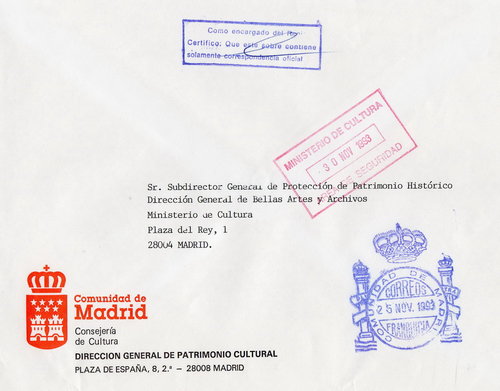 Como encargado del
Certifico: Que este sobre contiene
solamente correspondencia oficial
MINISTERIO DE CULTURA
30 NOV 1993
SEGURIDAD
Sr. Subdirector General de Protección de Patrimonio Histórico
Dirección General de Bellas Artes y Archivos
Ministerio de Cultura
Plaza del Rey, 1
28004 MADRID.
COMUNIDAD DE MADRID
CORREOS
25 NOV. 1993
FRANQUICIA
Comunidad de
Madrid
Consejería
de Cultura
DIRECCION GENERAL DE PATRIMONIO CULTURAL
PLAZA DE ESPAÑA, 8, 2.º – 28008 MADRID